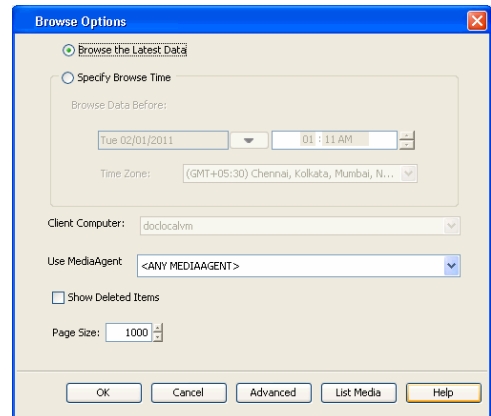 Browse Options
Browse the Latest Data
Specify Browse Time
Browse Data Before:
Tue 02/01/2011 01 : 11 AM
Time Zone: (GMT+05:30) Chennai, Kolkata, Mumbai, N...
Client Computer: doclocalvm
Use MediaAgent <ANY MEDIAAGENT>
Show Deleted Items
Page Size: 1000
OK Cancel Advanced List Media Help